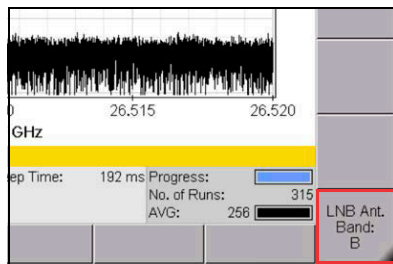 0 26.515 26.520
GHz
ep Time: 192 ms Progress:
No. of Runs: 315
AVG: 256
LNB Ant.
Band:
B